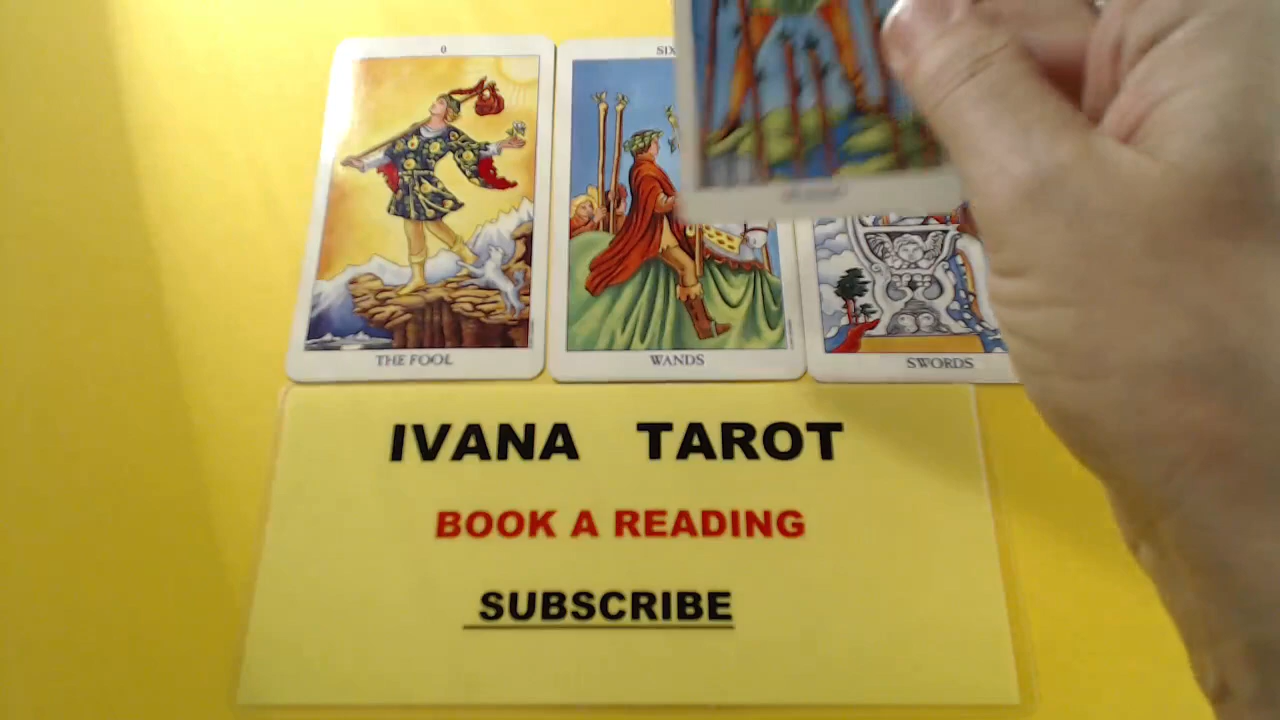 0
SIX
THE FOOL
WANDS
SWORDS
IVANA TAROT
BOOK A READING
SUBSCRIBE